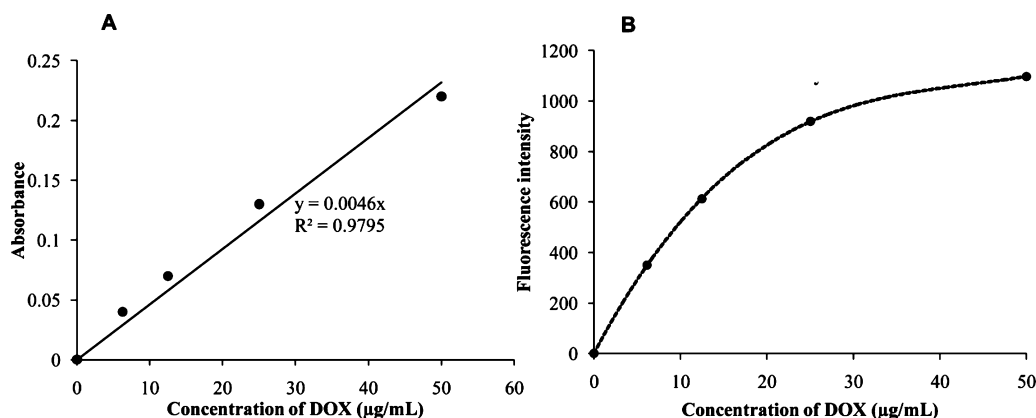 A
0.25
0.2
0.15
0.1
0.05
0
Absorbance
y = 0.0046x
R² = 0.9795
0 10 20 30 40 50 60
Concentration of DOX (µg/mL)
B
1200
1000
800
600
400
200
0
Fluorescence intensity
0 10 20 30 40 50
Concentration of DOX (µg/mL)